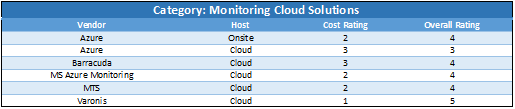 Category: Monitoring Cloud Solutions
Vendor Host Cost Rating Overall Rating
Azure Onsite 2 4
Azure Cloud 3 3
Barracuda Cloud 3 4
MS Azure Monitoring Cloud 2 4
MTS Cloud 2 4
Varonis Cloud 1 5